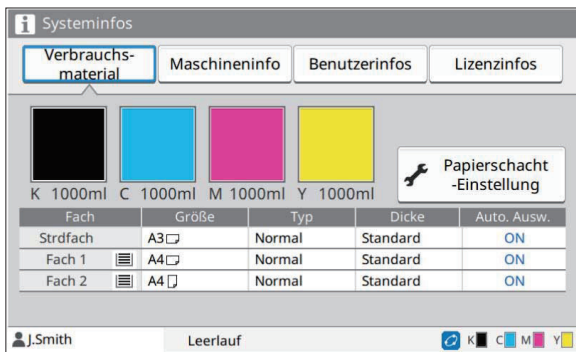 Systeminfos
Verbrauchs-
material
Maschineninfo
Benutzerinfos
Lizenzinfos
K 1000ml C 1000ml M 1000ml Y 1000ml
Papierschacht
-Einstellung
Fach Größe Typ Dicke Auto. Ausw.
Strdfach A3 Normal Standard ON
Fach 1 A4 Normal Standard ON
Fach 2 A4 Normal Standard ON
J.Smith Leerlauf K C M Y